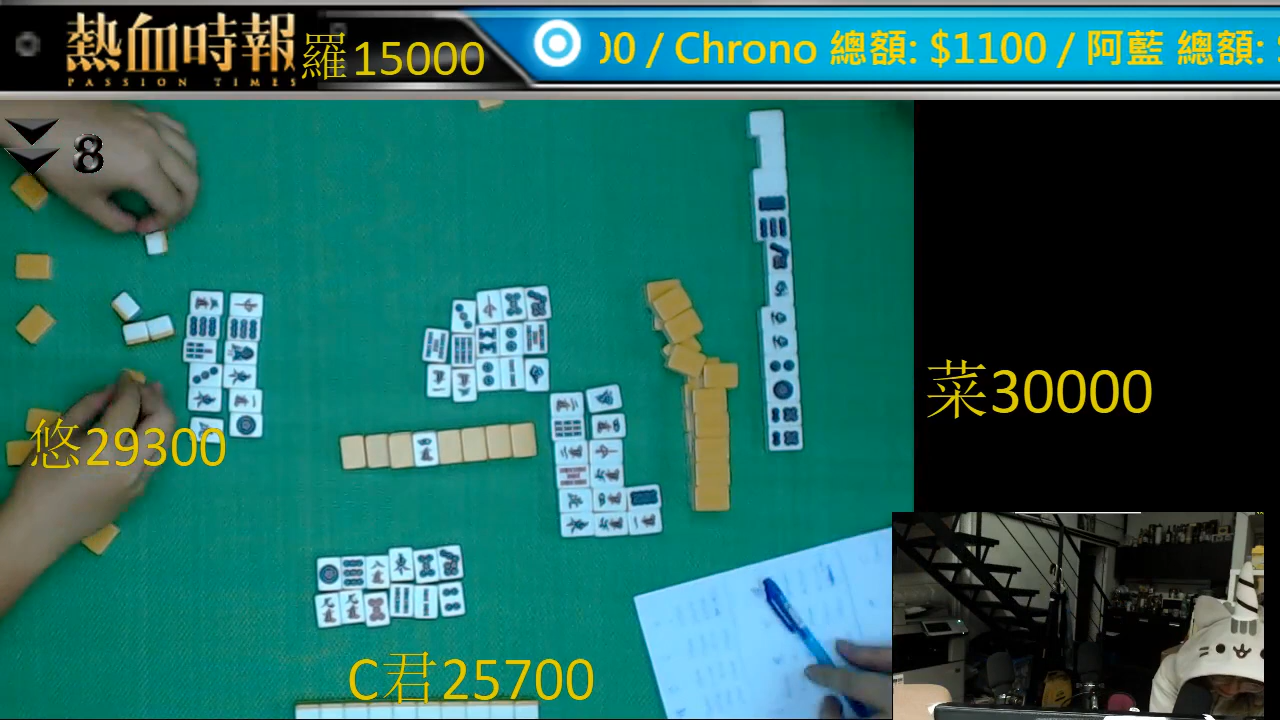 熱血時報
PASSION TIMES
羅15000
00 / Chrono 總額: $1100 / 阿藍 總額:
8
菜30000
悠29300
C君25700